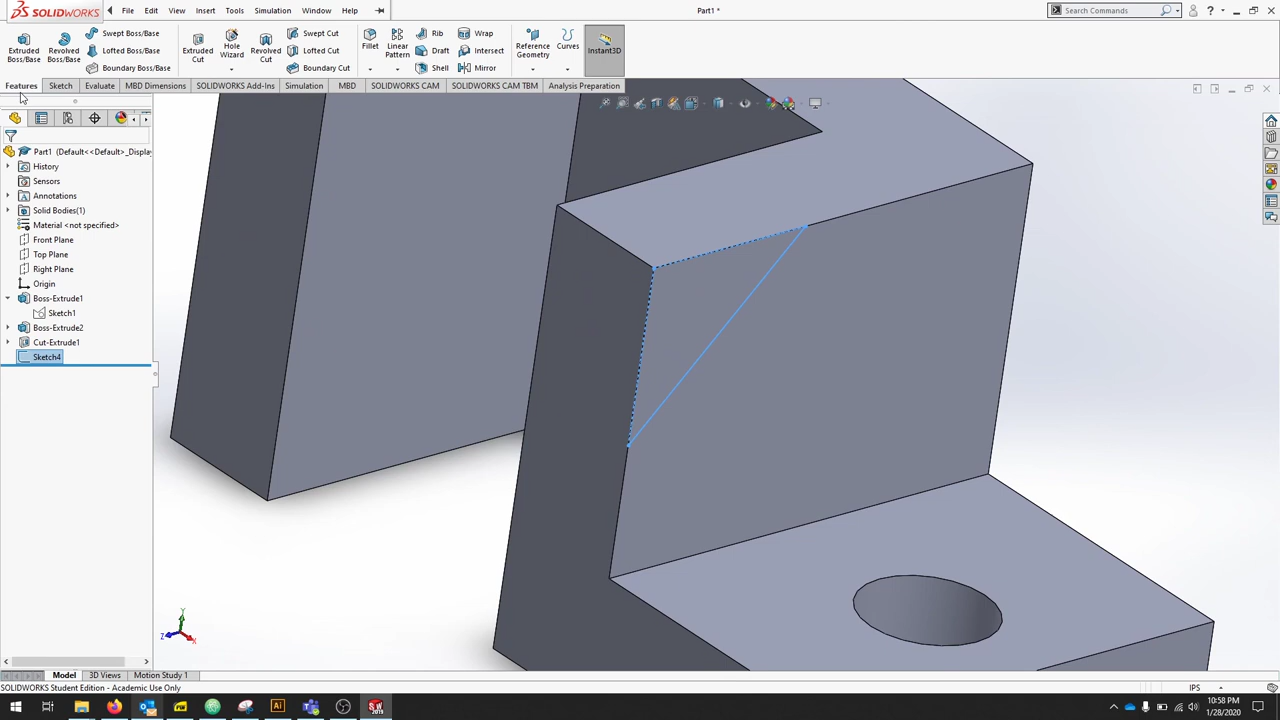 SOLIDWORKS File Edit View Insert Tools Simulation Window Help Part1 * Search Commands
Extruded Boss/Base
Revolved Boss/Base
Swept Boss/Base
Lofted Boss/Base
Boundary Boss/Base
Extruded Cut
Hole Wizard
Revolved Cut
Swept Cut
Lofted Cut
Boundary Cut
Fillet
Linear Pattern
Rib
Draft
Shell
Wrap
Intersect
Mirror
Reference Geometry
Curves
Instant3D
Features Sketch Evaluate MBD Dimensions SOLIDWORKS Add-Ins Simulation MBD SOLIDWORKS CAM SOLIDWORKS CAM TBM Analysis Preparation
Part1 (Default<<Default>_Display
History
Sensors
Annotations
Solid Bodies(1)
Material <not specified>
Front Plane
Top Plane
Right Plane
Origin
Boss-Extrude1
Sketch1
Boss-Extrude2
Cut-Extrude1
Sketch4
Y
Z
X
Model 3D Views Motion Study 1
SOLIDWORKS Student Edition - Academic Use Only IPS
10:58 PM
1/28/2020